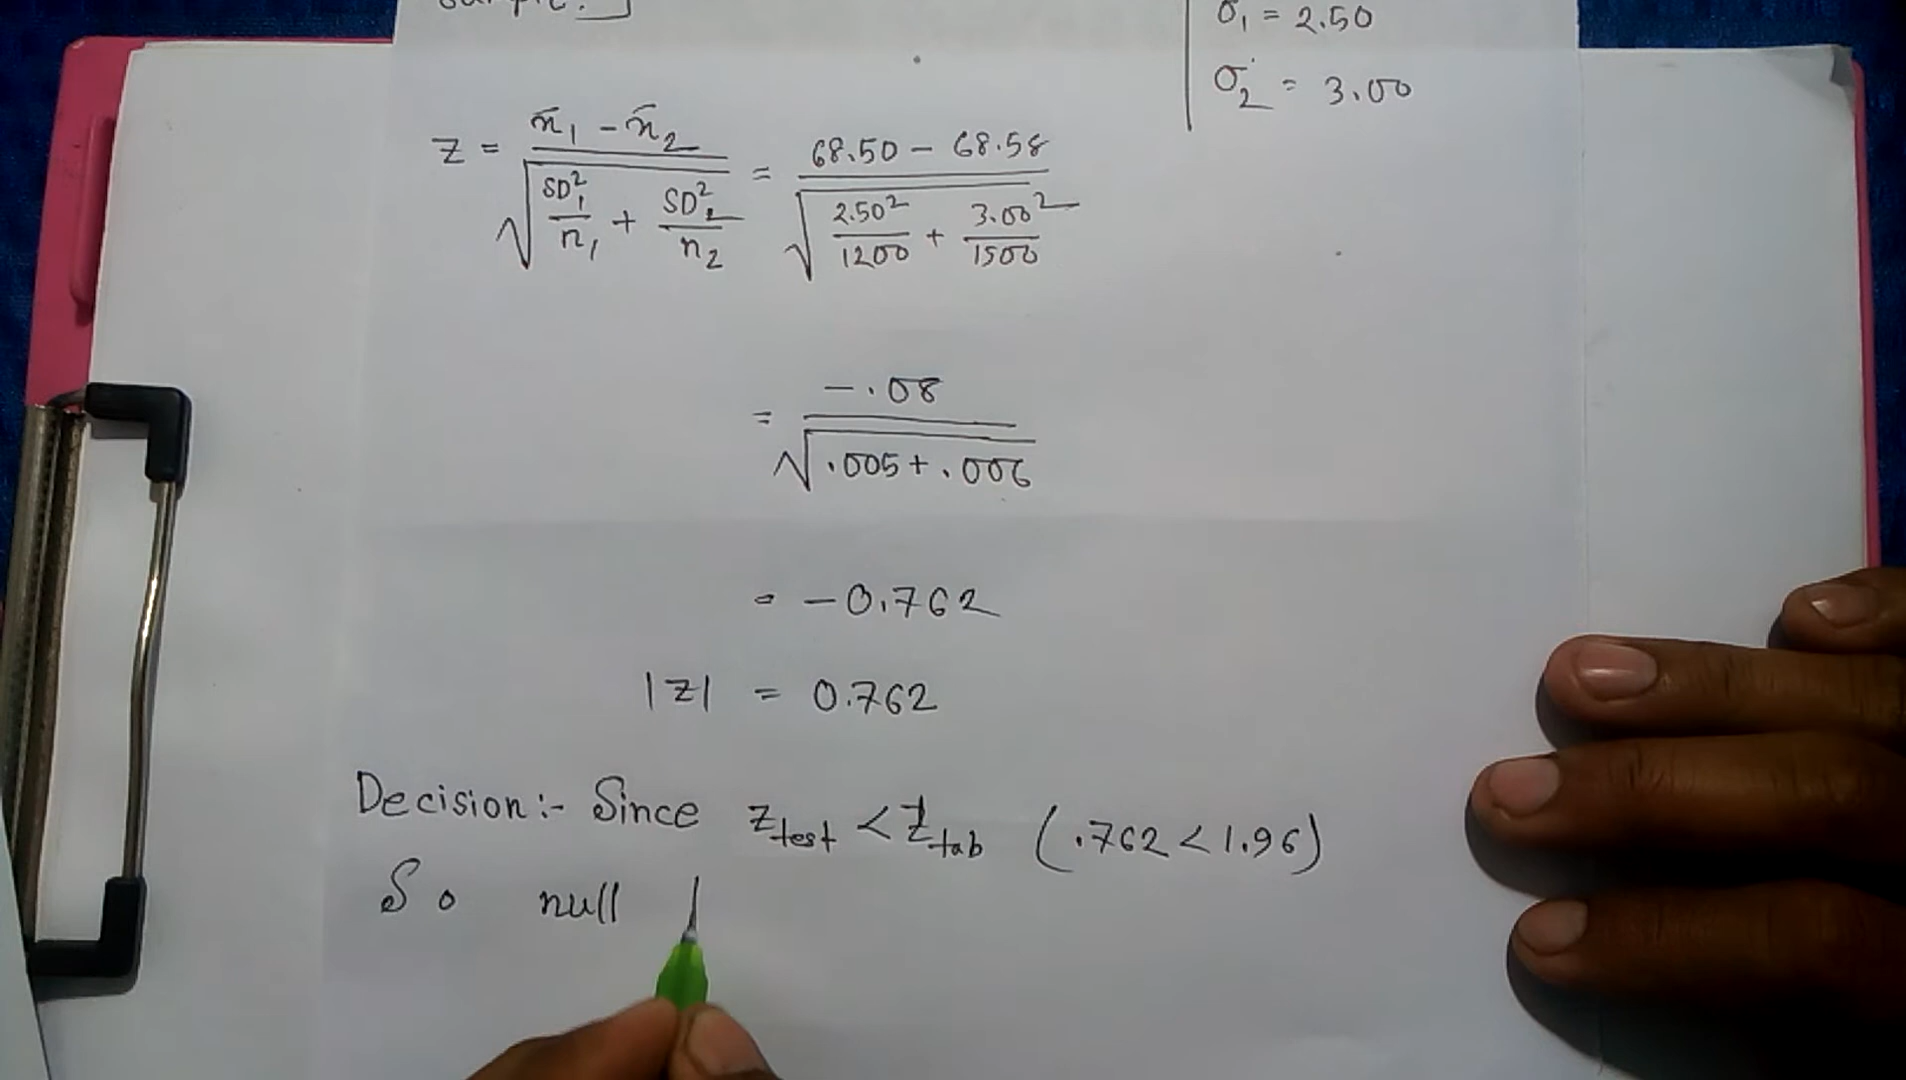 sample.
σ₁ = 2.50
σ₂ = 3.00
z = (x̄₁ - x̄₂) / √(SD₁²/n₁ + SD₂²/n₂) = (68.50 - 68.58) / √(2.50²/1200 + 3.00²/1500)
= -.08 / √(.005 + .006)
= -0.762
|z| = 0.762
Decision:- Since z_test < z_tab (.762 < 1.96)
So null